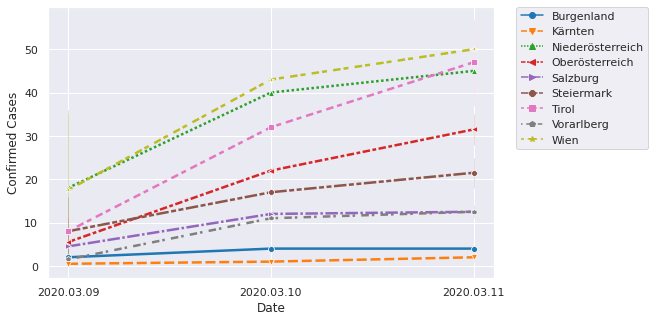 Confirmed Cases
50
40
30
20
10
0
2020.03.09
2020.03.10
2020.03.11
Date
Burgenland
Kärnten
Niederösterreich
Oberösterreich
Salzburg
Steiermark
Tirol
Vorarlberg
Wien